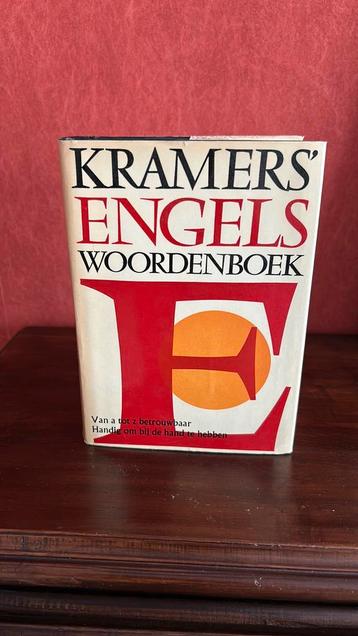 KRAMERS'
ENGELS
WOORDENBOEK
E
Van a tot z betrouwbaar
Handig om bij de hand te hebben